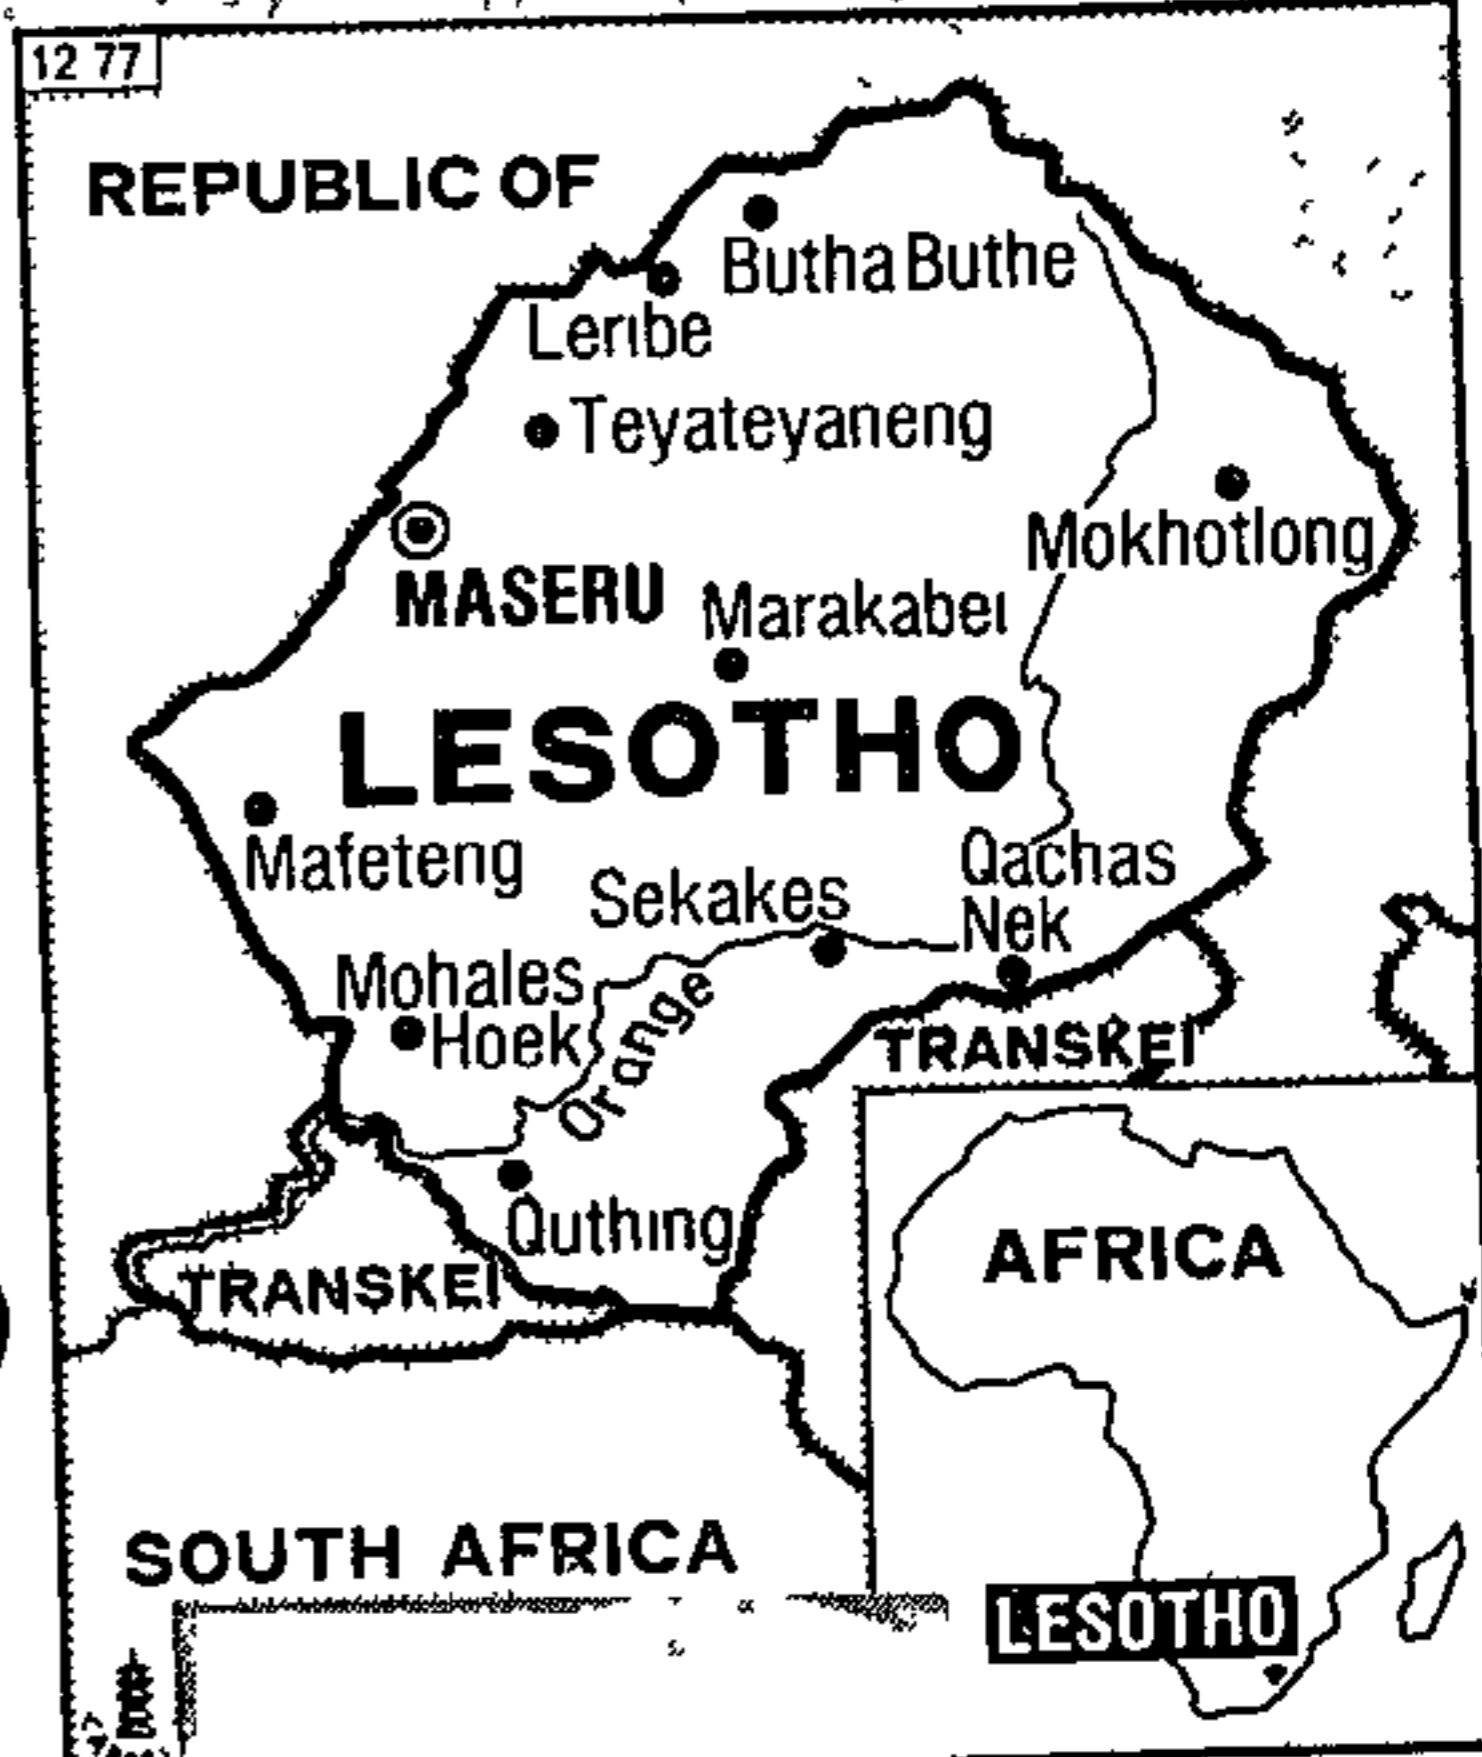 12 77
REPUBLIC OF
Butha Buthe
Leribe
Teyateyaneng
Mokhotlong
MASERU
Marakabei
LESOTHO
Mafeteng
Qachas
Nek
Sekakes
Mohales
Hoek
Orange
TRANSKEI
Quthing
TRANSKEI
AFRICA
SOUTH AFRICA
LESOTHO